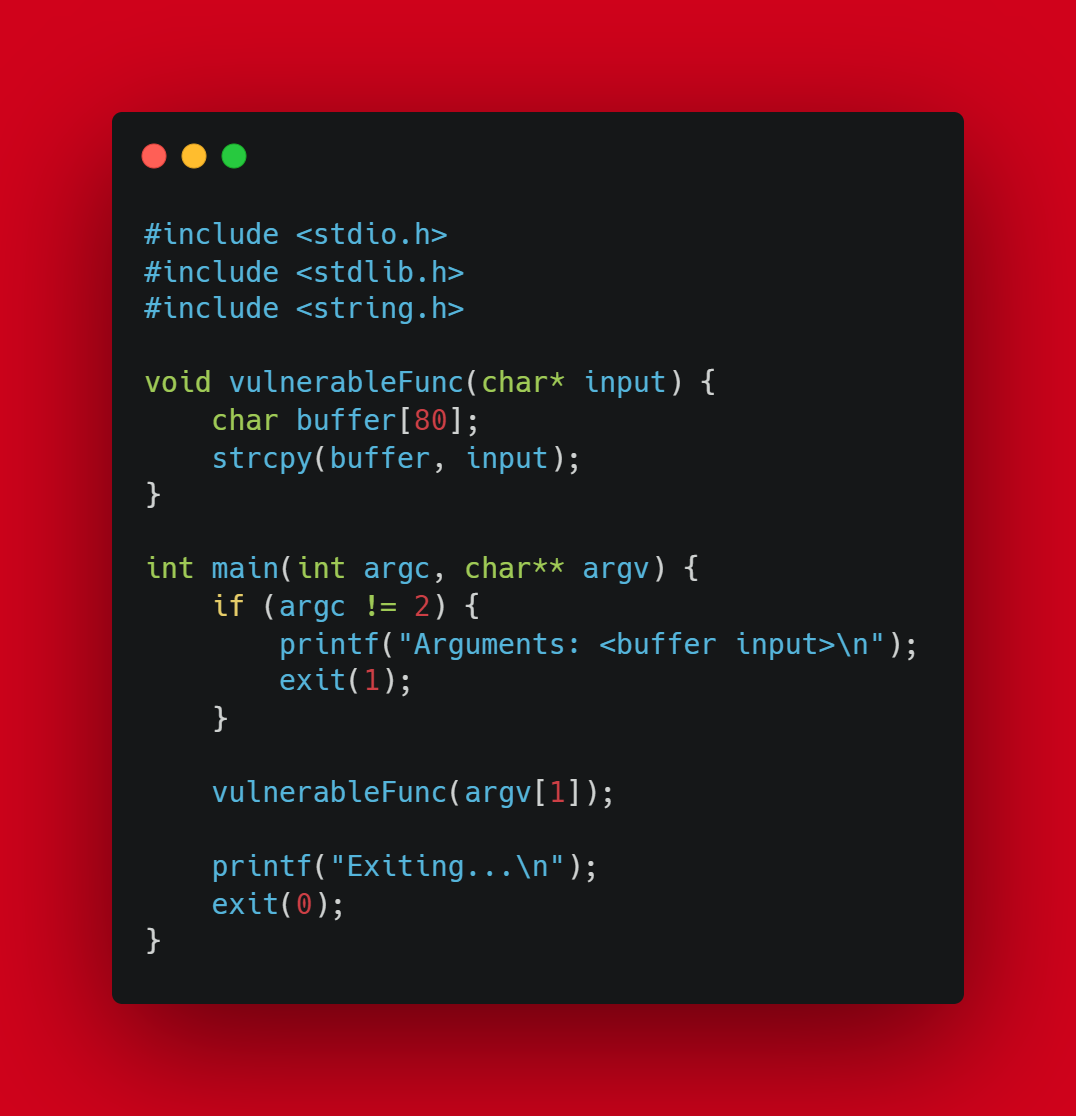 #include <stdio.h>
#include <stdlib.h>
#include <string.h>

void vulnerableFunc(char* input) {
    char buffer[80];
    strcpy(buffer, input);
}

int main(int argc, char** argv) {
    if (argc != 2) {
        printf("Arguments: <buffer input>\n");
        exit(1);
    }

    vulnerableFunc(argv[1]);

    printf("Exiting...\n");
    exit(0);
}